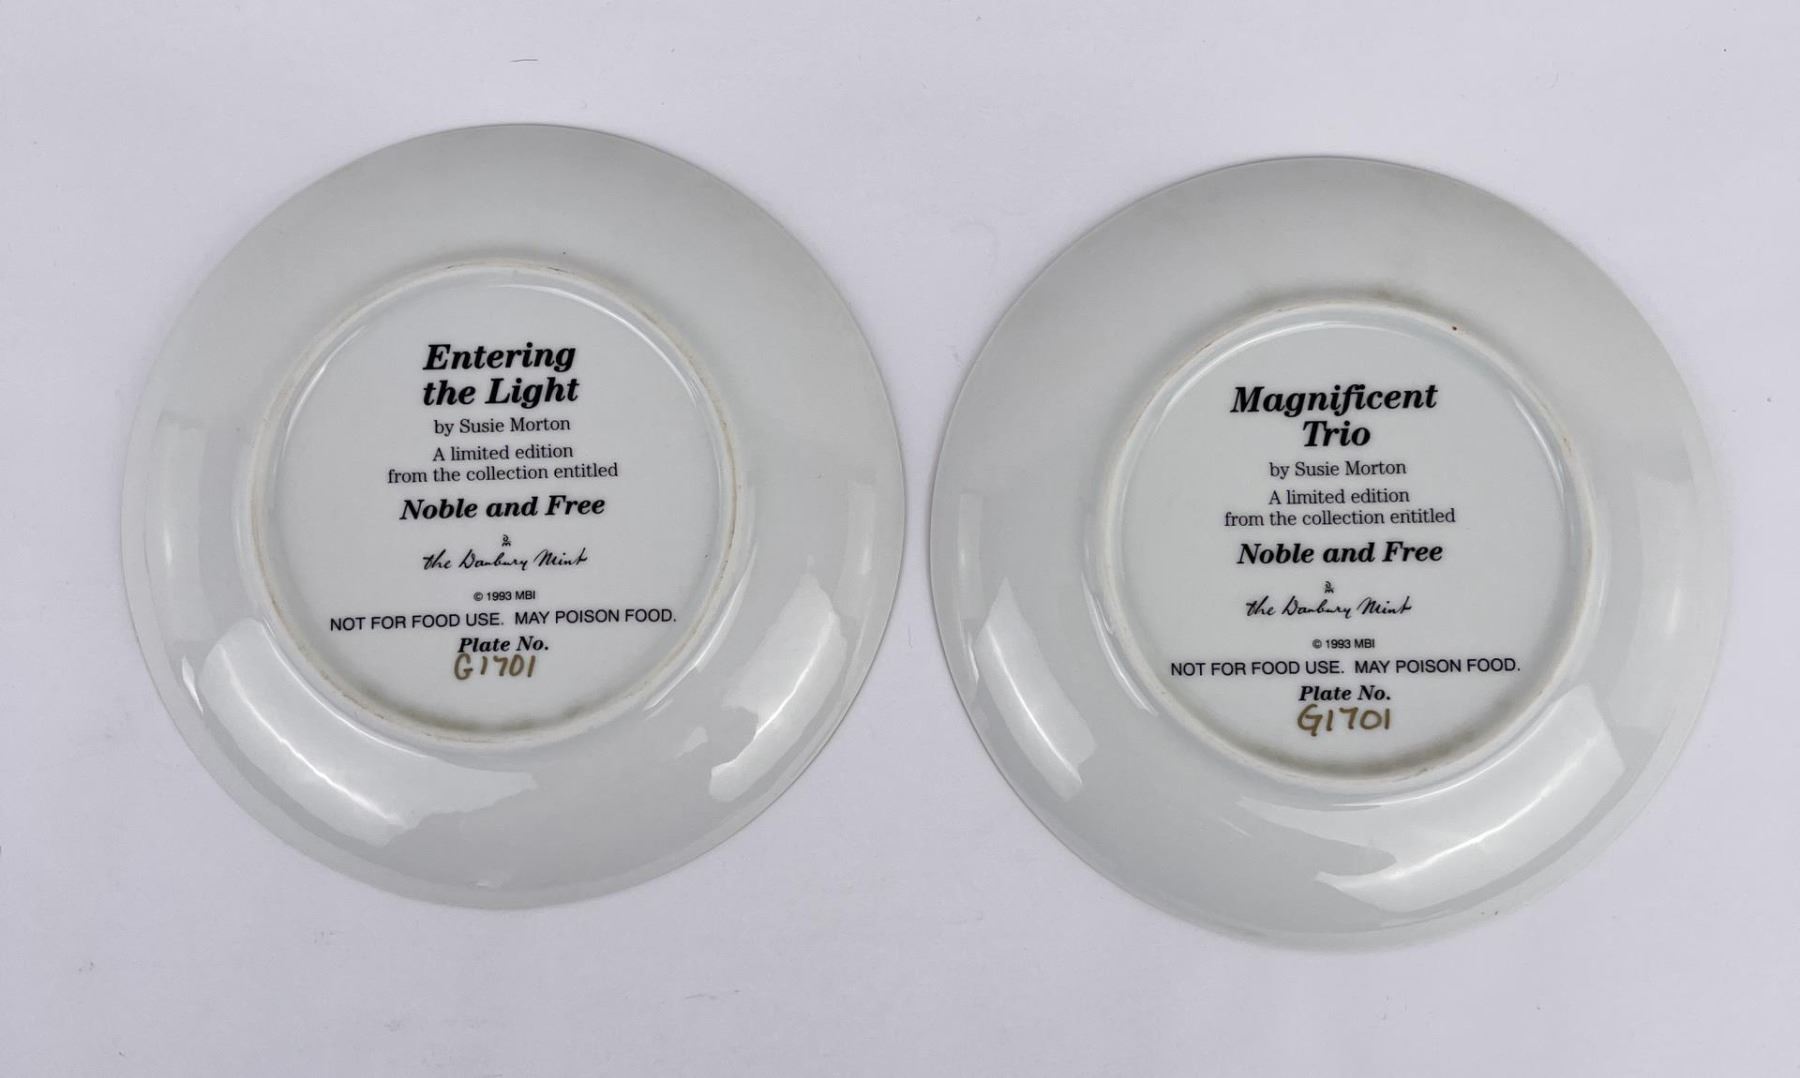 Entering
the Light
by Susie Morton
A limited edition
from the collection entitled
Noble and Free
the Danbury Mint
© 1993 MBI
NOT FOR FOOD USE. MAY POISON FOOD.
Plate No.
G1701
Magnificent
Trio
by Susie Morton
A limited edition
from the collection entitled
Noble and Free
the Danbury Mint
© 1993 MBI
NOT FOR FOOD USE. MAY POISON FOOD.
Plate No.
G1701